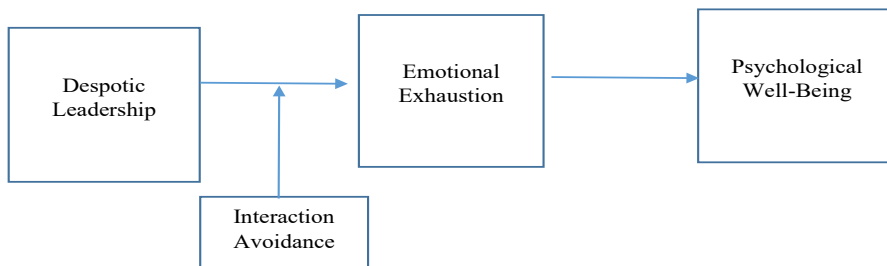 Despotic
Leadership
Emotional
Exhaustion
Psychological
Well-Being
Interaction
Avoidance